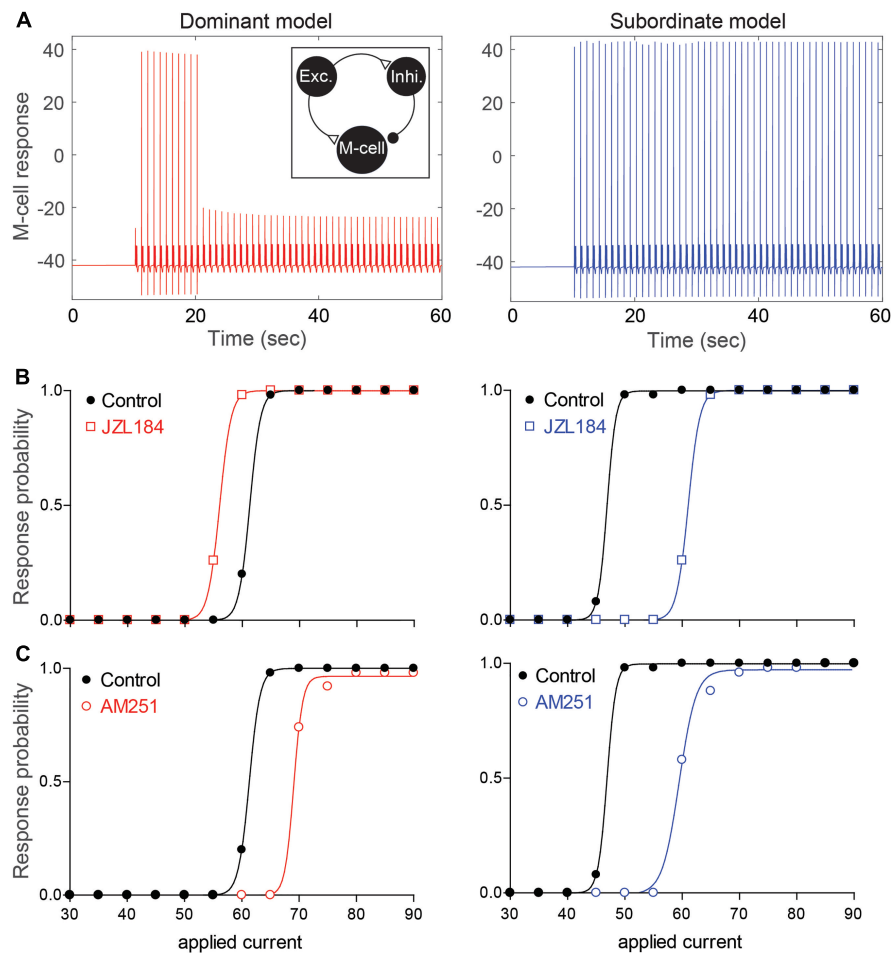 A
Dominant model
Subordinate model
M-cell response
40
20
0
-20
-40
Exc.
Inhi.
M-cell
0
20
40
60
Time (sec)
40
20
0
-20
-40
0
20
40
60
Time (sec)
B
Response probability
1.0
0.5
0.0
Control
JZL184
1.0
0.5
0.0
Control
JZL184
C
Response probability
1.0
0.5
0.0
Control
AM251
30
40
50
60
70
80
90
applied current
1.0
0.5
0.0
Control
AM251
30
40
50
60
70
80
90
applied current